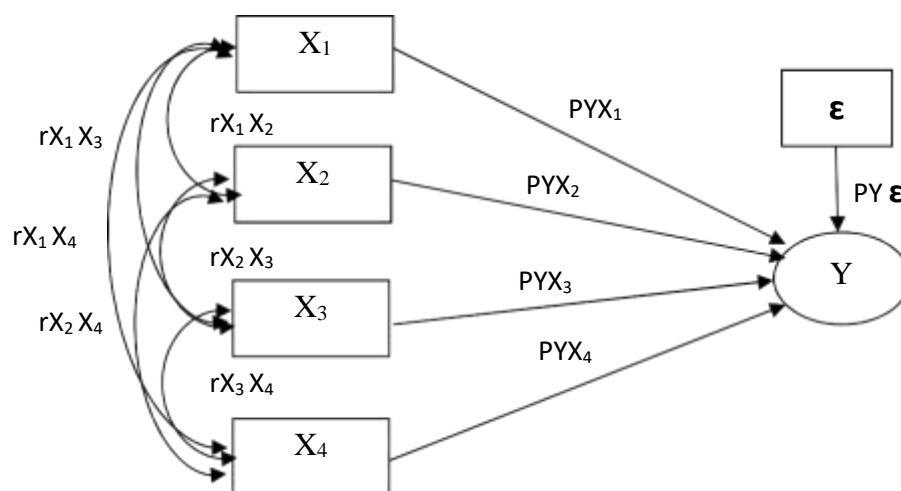 X₁
PYX₁
ε
rX₁ X₃
rX₁ X₂
X₂
PYX₂
PY ε
rX₁ X₄
rX₂ X₃
PYX₃
Y
X₃
rX₂ X₄
PYX₄
rX₃ X₄
X₄